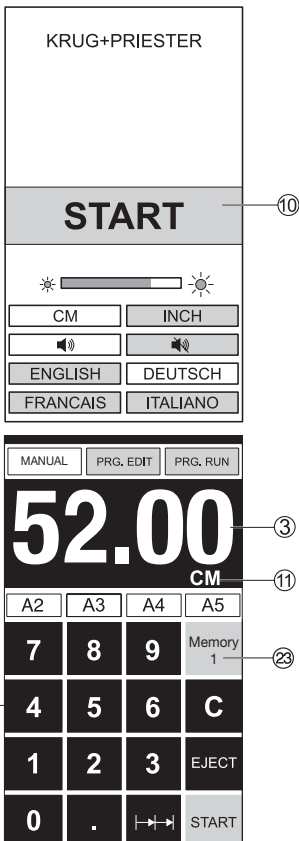 KRUG+PRIESTER
START
⑩
CM INCH
ENGLISH DEUTSCH
FRANCAIS ITALIANO
MANUAL PRG. EDIT PRG. RUN
52.00
③
CM
⑪
A2 A3 A4 A5
7 8 9 Memory
1
㉓
4 5 6 C
1 2 3 EJECT
0 . START